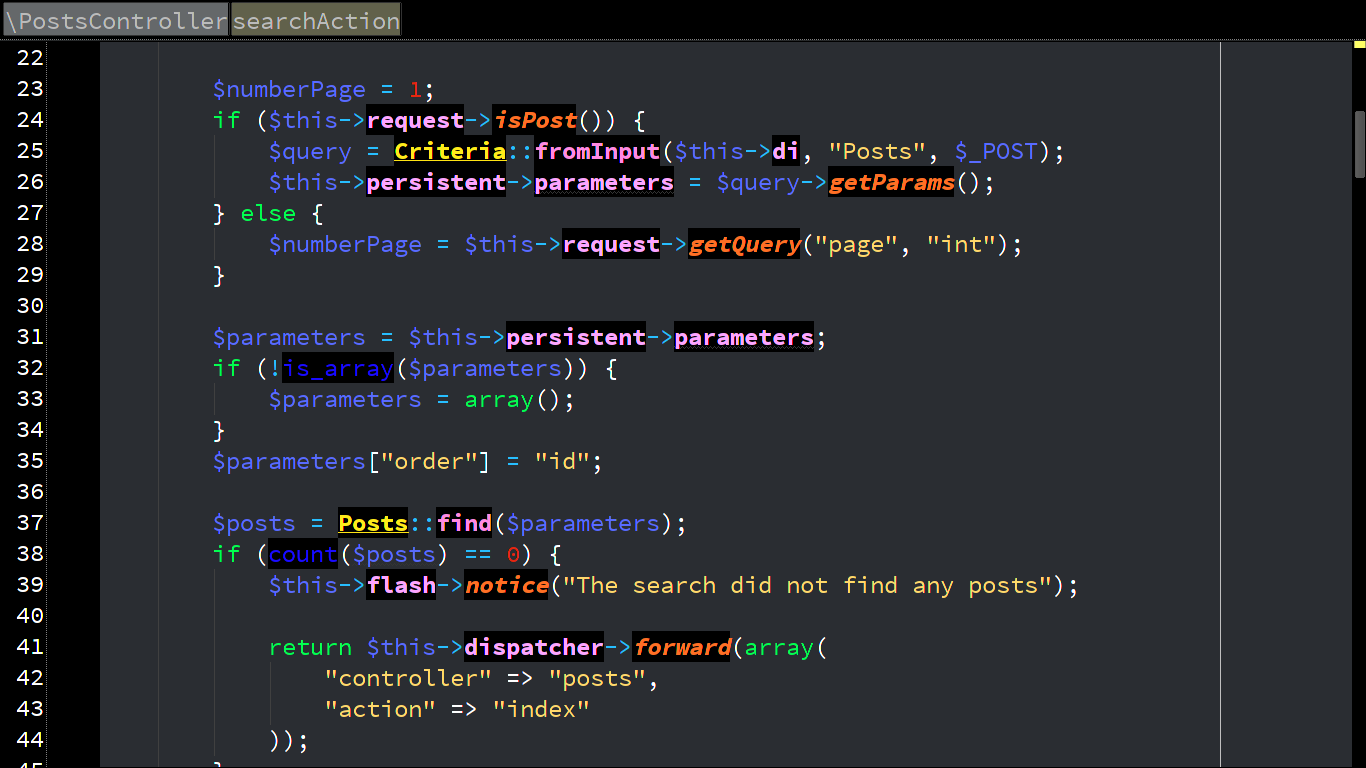 \PostsController searchAction
22
23 $numberPage = 1;
24 if ($this->request->isPost()) {
25 $query = Criteria::fromInput($this->di, "Posts", $_POST);
26 $this->persistent->parameters = $query->getParams();
27 } else {
28 $numberPage = $this->request->getQuery("page", "int");
29 }
30
31 $parameters = $this->persistent->parameters;
32 if (!is_array($parameters)) {
33 $parameters = array();
34 }
35 $parameters["order"] = "id";
36
37 $posts = Posts::find($parameters);
38 if (count($posts) == 0) {
39 $this->flash->notice("The search did not find any posts");
40
41 return $this->dispatcher->forward(array(
42 "controller" => "posts",
43 "action" => "index"
44 ));